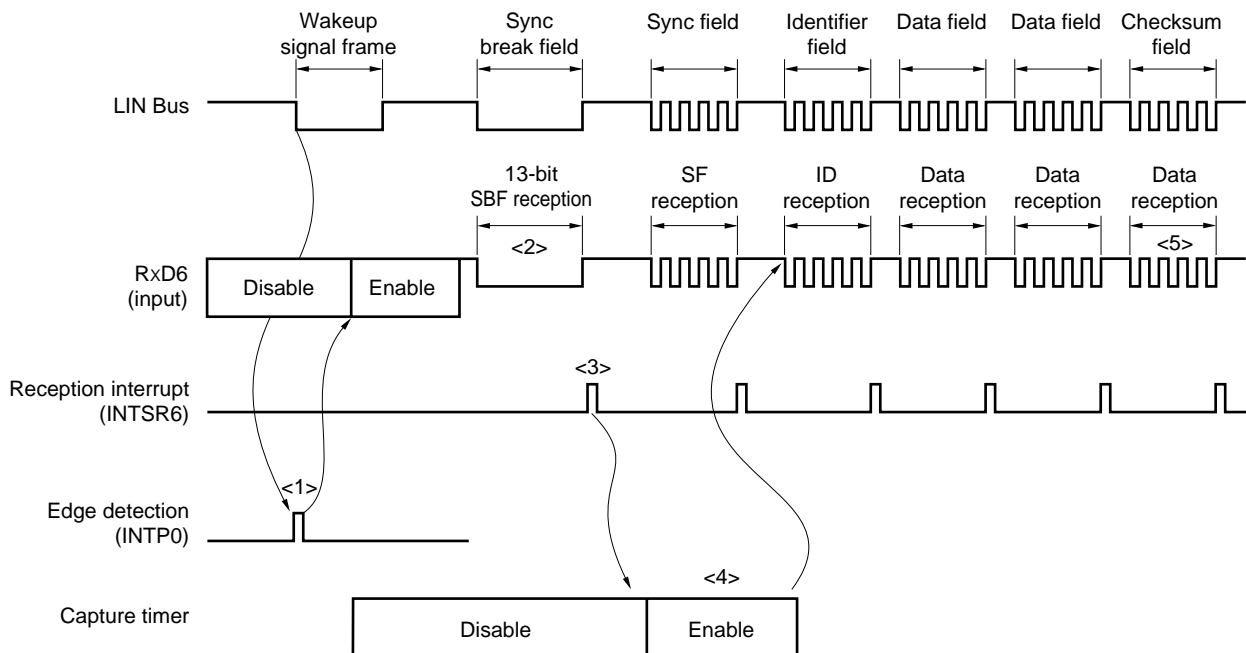 Wakeup
signal frame
Sync
break field
Sync field
Identifier
field
Data field
Data field
Checksum
field
LIN Bus
13-bit
SBF reception
SF
reception
ID
reception
Data
reception
Data
reception
Data
reception
<2>
<5>
RxD6
(input)
Disable
Enable
Reception interrupt
(INTSR6)
<3>
Edge detection
(INTP0)
<1>
Capture timer
Disable
Enable
<4>